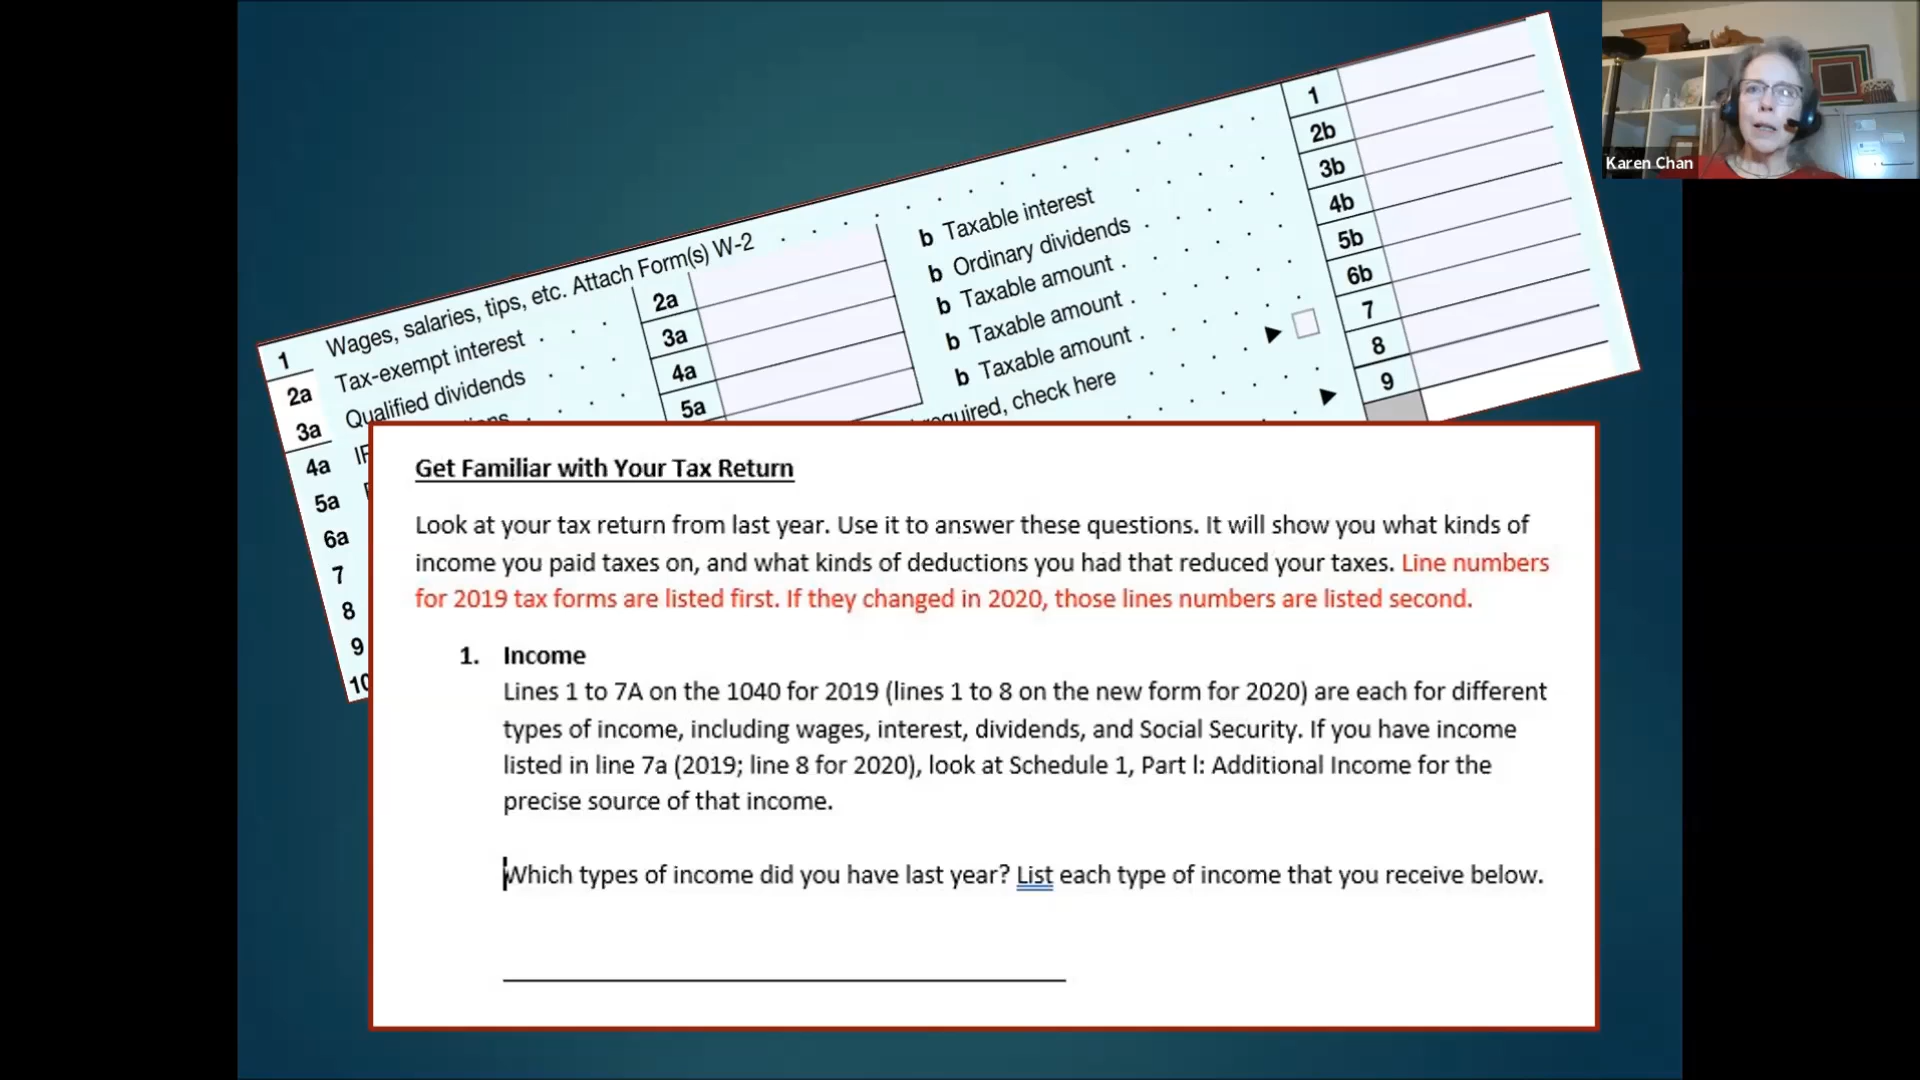 1 Wages, salaries, tips, etc. Attach Form(s) W-2 . . . . . . . . . . . . . . . . 1
2a Tax-exempt interest . . . 2a b Taxable interest . . . . . 2b
3a Qualified dividends . . . 3a b Ordinary dividends . . . . . 3b
4a 4a b Taxable amount . . . . . . 4b
5a 5a b Taxable amount . . . . . . 5b
6a b Taxable amount . . . . . . 6b
7 required, check here . . . . ▶ 7
8 8
9 ▶ 9
10
Karen Chan
Get Familiar with Your Tax Return
Look at your tax return from last year. Use it to answer these questions. It will show you what kinds of
income you paid taxes on, and what kinds of deductions you had that reduced your taxes. Line numbers
for 2019 tax forms are listed first. If they changed in 2020, those lines numbers are listed second.
1. Income
Lines 1 to 7A on the 1040 for 2019 (lines 1 to 8 on the new form for 2020) are each for different
types of income, including wages, interest, dividends, and Social Security. If you have income
listed in line 7a (2019; line 8 for 2020), look at Schedule 1, Part l: Additional Income for the
precise source of that income.
Which types of income did you have last year? List each type of income that you receive below.